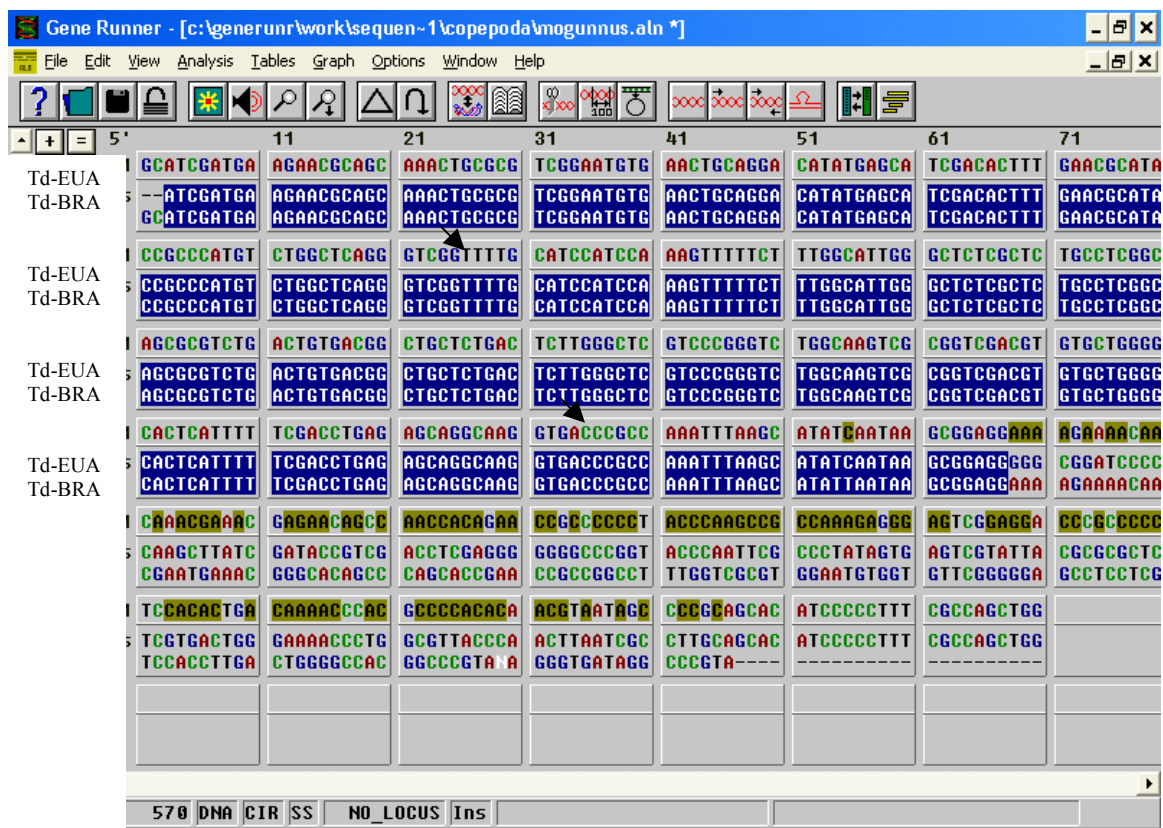 Gene Runner - [c:\generunr\work\sequen~1\copepoda\mogunnus.aln *]
File Edit View Analysis Tables Graph Options Window Help
+ = 5' 11 21 31 41 51 61 71
GCATCGATGA AGAACGCAGC AAACTGCGCG TCGGAATGTG AACTGCAGGA CATATGAGCA TCGACACTTT GAACGCATA
Td-EUA --ATCGATGA AGAACGCAGC AAACTGCGCG TCGGAATGTG AACTGCAGGA CATATGAGCA TCGACACTTT GAACGCATA
Td-BRA GCATCGATGA AGAACGCAGC AAACTGCGCG TCGGAATGTG AACTGCAGGA CATATGAGCA TCGACACTTT GAACGCATA
CCGCCCATGT CTGGCTCAGG GTCGGTTTTG CATCCATCCA AAGTTTTTCT TTGGCATTGG GCTCTCGCTC TGCCTCGGC
Td-EUA CCGCCCATGT CTGGCTCAGG GTCGGTTTTG CATCCATCCA AAGTTTTTCT TTGGCATTGG GCTCTCGCTC TGCCTCGGC
Td-BRA CCGCCCATGT CTGGCTCAGG GTCGGTTTTG CATCCATCCA AAGTTTTTCT TTGGCATTGG GCTCTCGCTC TGCCTCGGC
AGCGCGTCTG ACTGTGACGG CTGCTCTGAC TCTTGGGCTC GTCCCGGGTC TGGCAAGTCG CGGTCGACGT GTGCTGGGG
Td-EUA AGCGCGTCTG ACTGTGACGG CTGCTCTGAC TCTTGGGCTC GTCCCGGGTC TGGCAAGTCG CGGTCGACGT GTGCTGGGG
Td-BRA AGCGCGTCTG ACTGTGACGG CTGCTCTGAC TCTTGGGCTC GTCCCGGGTC TGGCAAGTCG CGGTCGACGT GTGCTGGGG
CACTCATTTT TCGACCTGAG AGCAGGCAAG GTGACCCGCC AAATTTAAGC ATATCAATAA GCGGAGGAAA AGAAAACAA
Td-EUA CACTCATTTT TCGACCTGAG AGCAGGCAAG GTGACCCGCC AAATTTAAGC ATATCAATAA GCGGAGGGGG CGGATCCCC
Td-BRA CACTCATTTT TCGACCTGAG AGCAGGCAAG GTGACCCGCC AAATTTAAGC ATATTAATAA GCGGAGGAAA AGAAAACAA
CAAACGAAAC GAGAACAGCC AACCACAGAA CCGCCCCCCT ACCCAAGCCG CCAAAGAGGG AGTCGGAGGA CCCGCCCCC
CAAGCTTATC GATACCGTCG ACCTCGAGGG GGGGCCCGGT ACCCAATTCG CCCTATAGTG AGTCGTATTA CGCGCGCTC
CGAATGAAAC GGGCACAGCC CAGCACCGAA CCGCCGGCCT TTGGTCGCGT GGAATGTGGT GTTCGGGGGA GCCTCCTCG
TCCACACTGA CAAAACCCAC GCCCCACACA ACGTAATAGC CCCGCAGCAC ATCCCCCTTT CGCCAGCTGG
TCGTGACTGG GAAAACCCTG GCGTTACCCA ACTTAATCGC CTTGCAGCAC ATCCCCCTTT CGCCAGCTGG
TCCACCTTGA CTGGGGCCAC GGCCCGTANA GGGTGATAGG CCCGTA---- ---------- ----------
570 DNA CIR SS NO_LOCUS Ins